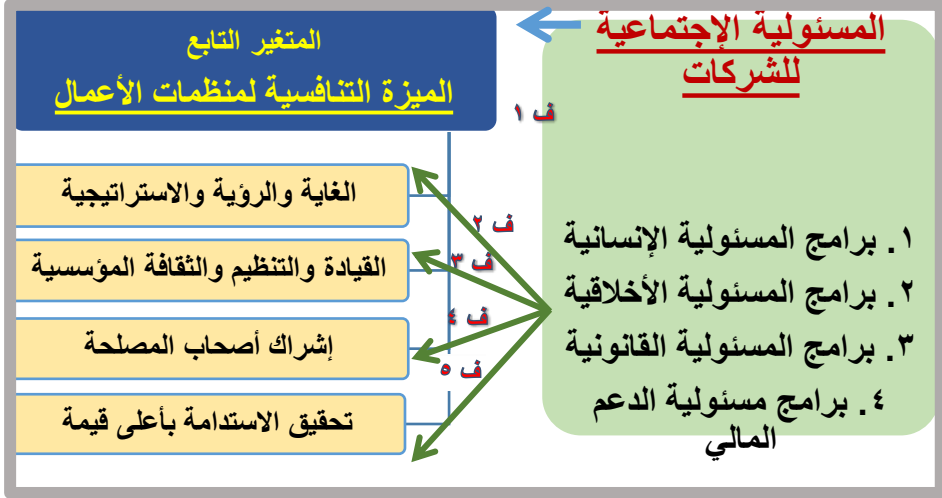 المسئولية الإجتماعية
للشركات
١. برامج المسئولية الإنسانية
٢. برامج المسئولية الأخلاقية
٣. برامج المسئولية القانونية
٤. برامج مسئولية الدعم
المالي
ف ١
ف ٢
ف ٣
ف ٤
ف ٥
المتغير التابع
الميزة التنافسية لمنظمات الأعمال
الغاية والرؤية والاستراتيجية
القيادة والتنظيم والثقافة المؤسسية
إشراك أصحاب المصلحة
تحقيق الاستدامة بأعلى قيمة